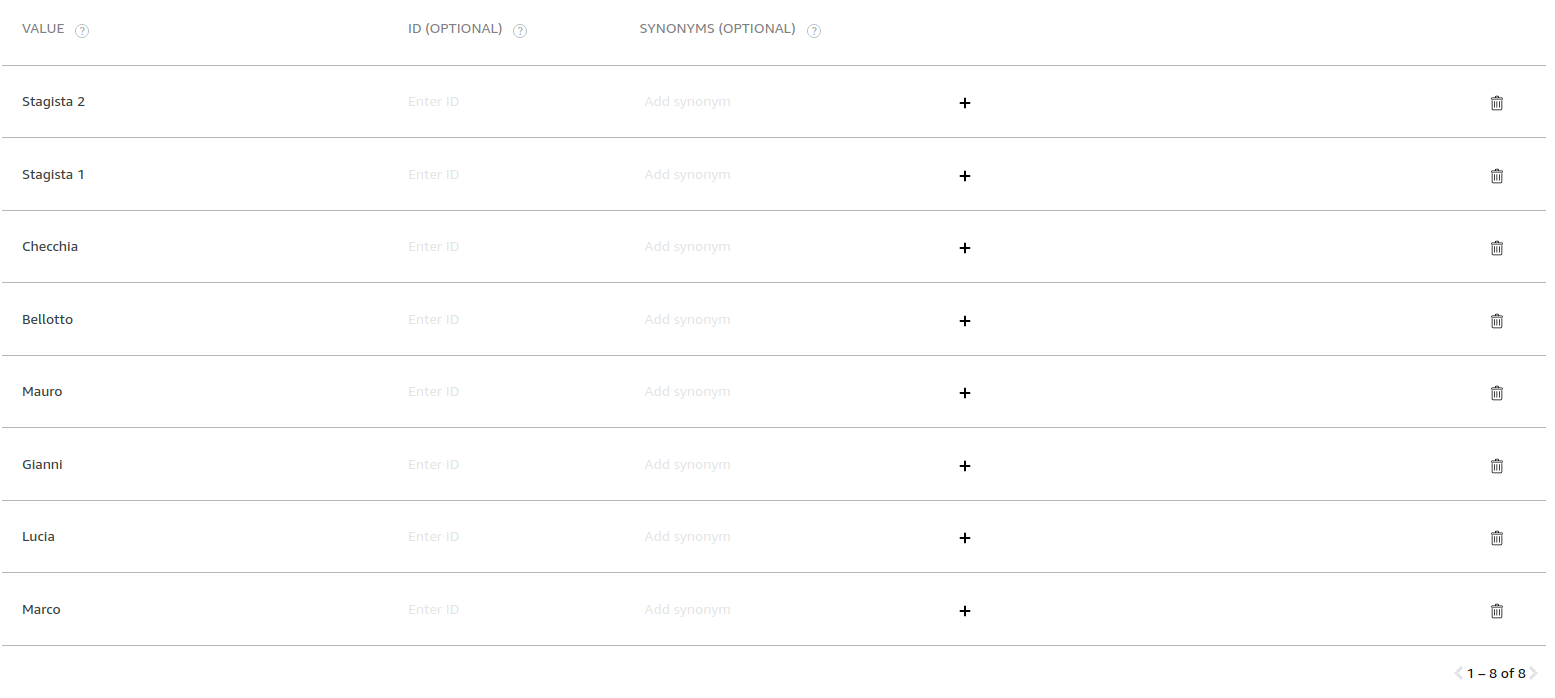 VALUE ? ID (OPTIONAL) ? SYNONYMS (OPTIONAL) ?
Stagista 2 Enter ID Add synonym +
Stagista 1 Enter ID Add synonym +
Checchia Enter ID Add synonym +
Bellotto Enter ID Add synonym +
Mauro Enter ID Add synonym +
Gianni Enter ID Add synonym +
Lucia Enter ID Add synonym +
Marco Enter ID Add synonym +
1 – 8 of 8